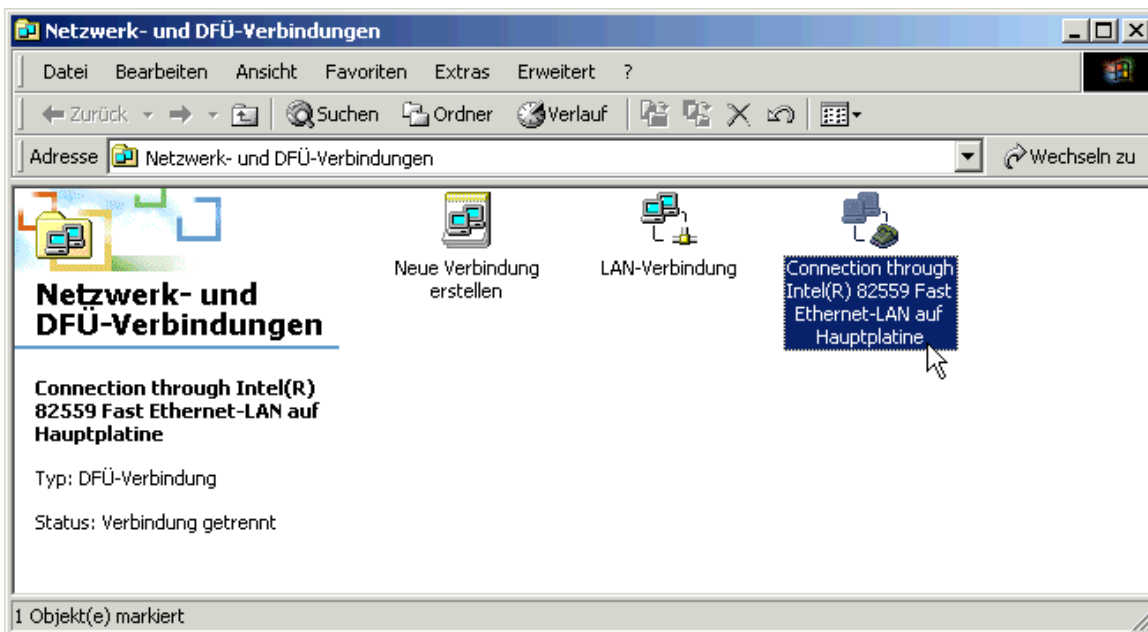 Netzwerk- und DFÜ-Verbindungen
Datei Bearbeiten Ansicht Favoriten Extras Erweitert ?
Zurück Suchen Ordner Verlauf
Adresse Netzwerk- und DFÜ-Verbindungen Wechseln zu
Netzwerk- und
DFÜ-Verbindungen
Connection through Intel(R)
82559 Fast Ethernet-LAN auf
Hauptplatine
Typ: DFÜ-Verbindung
Status: Verbindung getrennt
Neue Verbindung
erstellen
LAN-Verbindung
Connection through
Intel(R) 82559 Fast
Ethernet-LAN auf
Hauptplatine
1 Objekt(e) markiert